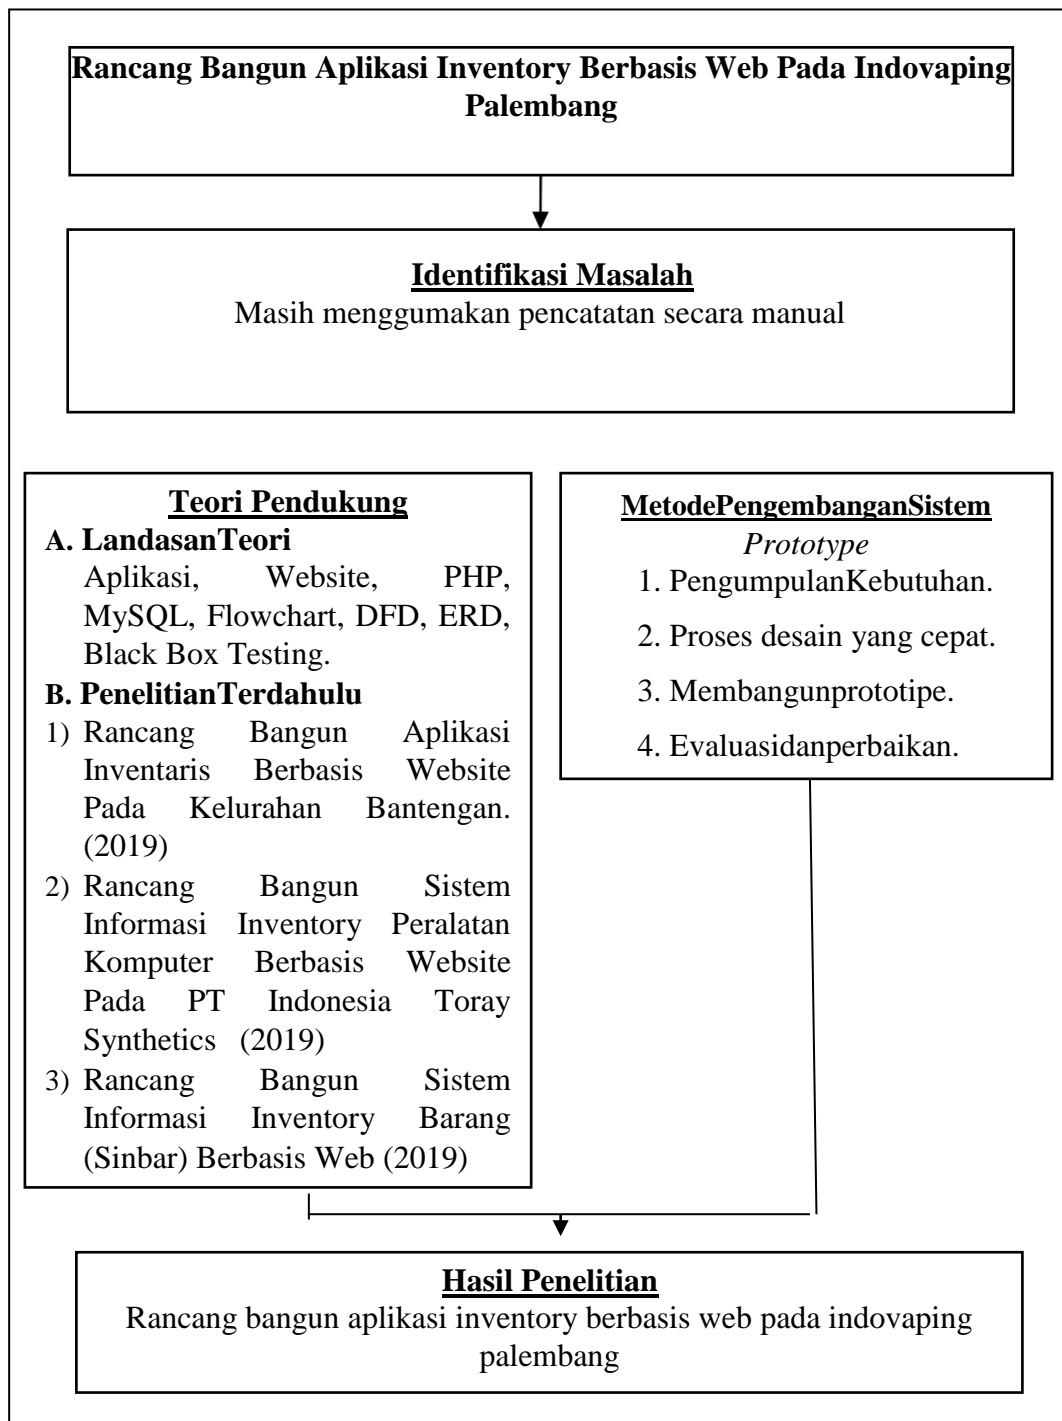 Rancang Bangun Aplikasi Inventory Berbasis Web Pada Indovaping
Palembang
Identifikasi Masalah
Masih menggumakan pencatatan secara manual
Teori Pendukung
A. LandasanTeori
Aplikasi, Website, PHP,
MySQL, Flowchart, DFD, ERD,
Black Box Testing.
B. PenelitianTerdahulu
1) Rancang Bangun Aplikasi
Inventaris Berbasis Website
Pada Kelurahan Bantengan.
(2019)
2) Rancang Bangun Sistem
Informasi Inventory Peralatan
Komputer Berbasis Website
Pada PT Indonesia Toray
Synthetics (2019)
3) Rancang Bangun Sistem
Informasi Inventory Barang
(Sinbar) Berbasis Web (2019)
MetodePengembanganSistem
Prototype
1. PengumpulanKebutuhan.
2. Proses desain yang cepat.
3. Membangunprototipe.
4. Evaluasidanperbaikan.
Hasil Penelitian
Rancang bangun aplikasi inventory berbasis web pada indovaping
palembang